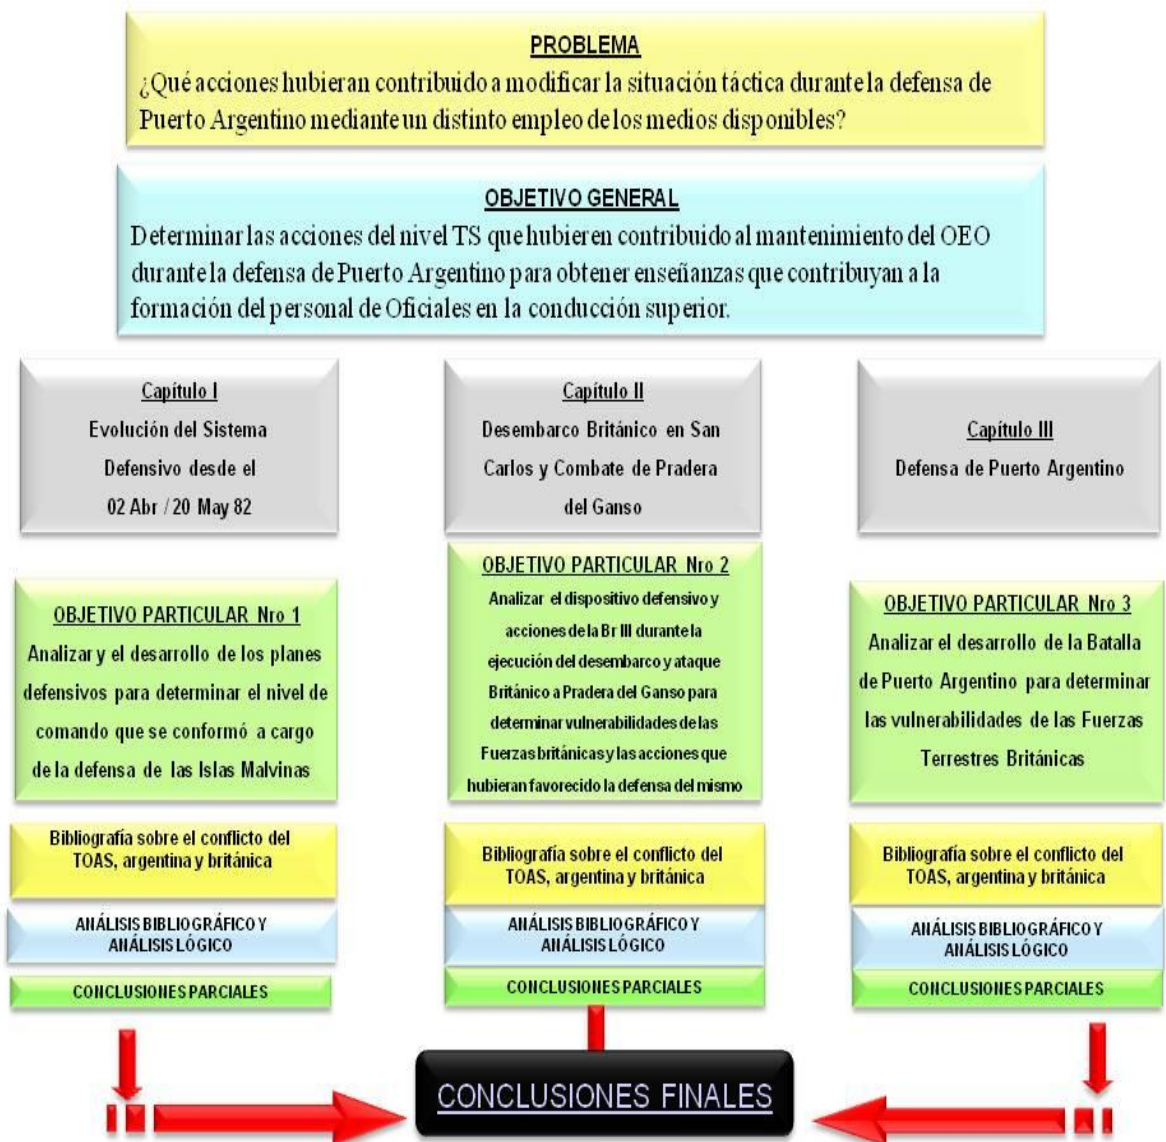 PROBLEMA
¿Qué acciones hubieran contribuido a modificar la situación táctica durante la defensa de
Puerto Argentino mediante un distinto empleo de los medios disponibles?
OBJETIVO GENERAL
Determinar las acciones del nivel TS que hubieren contribuido al mantenimiento del OEO
durante la defensa de Puerto Argentino para obtener enseñanzas que contribuyan a la
formación del personal de Oficiales en la conducción superior.
Capítulo I
Evolución del Sistema
Defensivo desde el
02 Abr / 20 May 82
OBJETIVO PARTICULAR Nro 1
Analizar y el desarrollo de los planes
defensivos para determinar el nivel de
comando que se conformó a cargo
de la defensa de las Islas Malvinas
Bibliografía sobre el conflicto del
TOAS, argentina y británica
ANÁLISIS BIBLIOGRÁFICO Y
ANÁLISIS LÓGICO
CONCLUSIONES PARCIALES
Capítulo II
Desembarco Británico en San
Carlos y Combate de Pradera
del Ganso
OBJETIVO PARTICULAR Nro 2
Analizar el dispositivo defensivo y
acciones de la Br III durante la
ejecución del desembarco y ataque
Británico a Pradera del Ganso para
determinar vulnerabilidades de las
Fuerzas británicas y las acciones que
hubieran favorecido la defensa del mismo
Bibliografía sobre el conflicto del
TOAS, argentina y británica
ANÁLISIS BIBLIOGRÁFICO Y
ANÁLISIS LÓGICO
CONCLUSIONES PARCIALES
Capítulo III
Defensa de Puerto Argentino
OBJETIVO PARTICULAR Nro 3
Analizar el desarrollo de la Batalla
de Puerto Argentino para determinar
las vulnerabilidades de las Fuerzas
Terrestres Británicas
Bibliografía sobre el conflicto del
TOAS, argentina y británica
ANÁLISIS BIBLIOGRÁFICO Y
ANÁLISIS LÓGICO
CONCLUSIONES PARCIALES
CONCLUSIONES FINALES